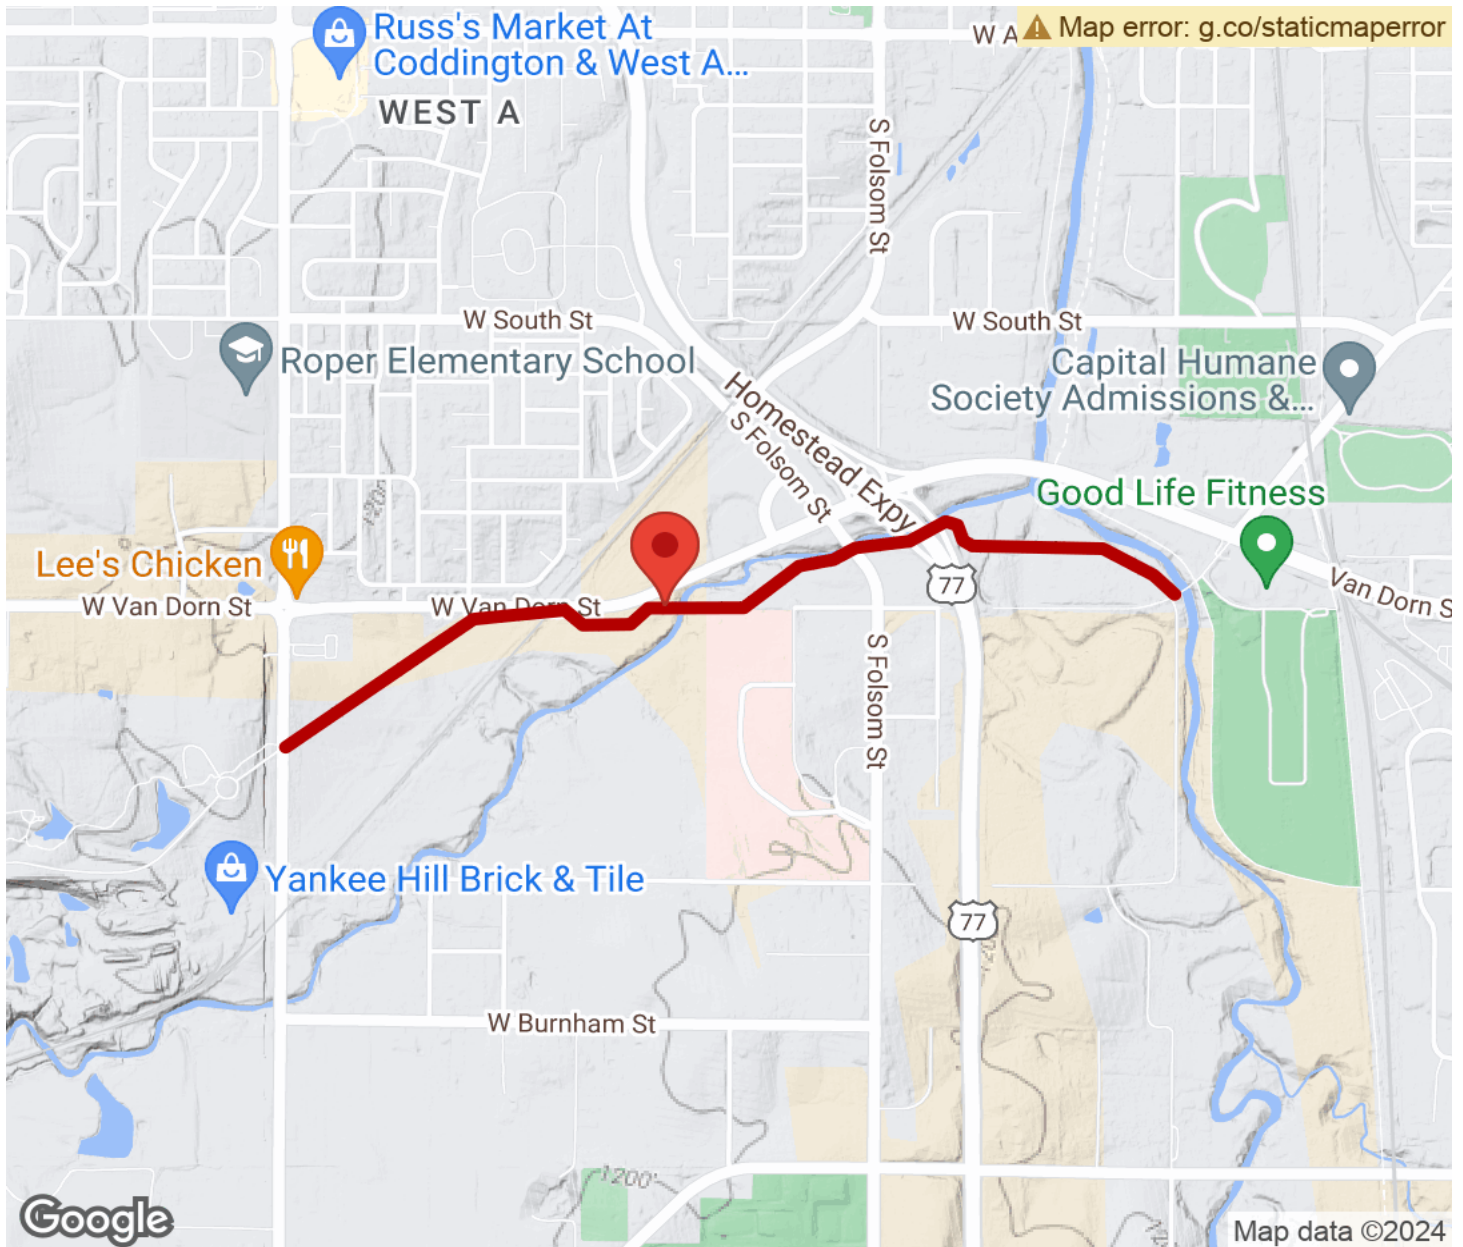 Russ's Market At
Coddington & West A...
WEST A
W A
Map error: g.co/staticmaperror
S Folsom St
W South St
W South St
Roper Elementary School
Capital Humane
Society Admissions &...
Homestead Expy
S Folsom St
Good Life Fitness
Lee's Chicken
W Van Dorn St
W Van Dorn St
77
Van Dorn S
S Folsom St
Yankee Hill Brick & Tile
77
W Burnham St
1200'
Google
Map data ©2024